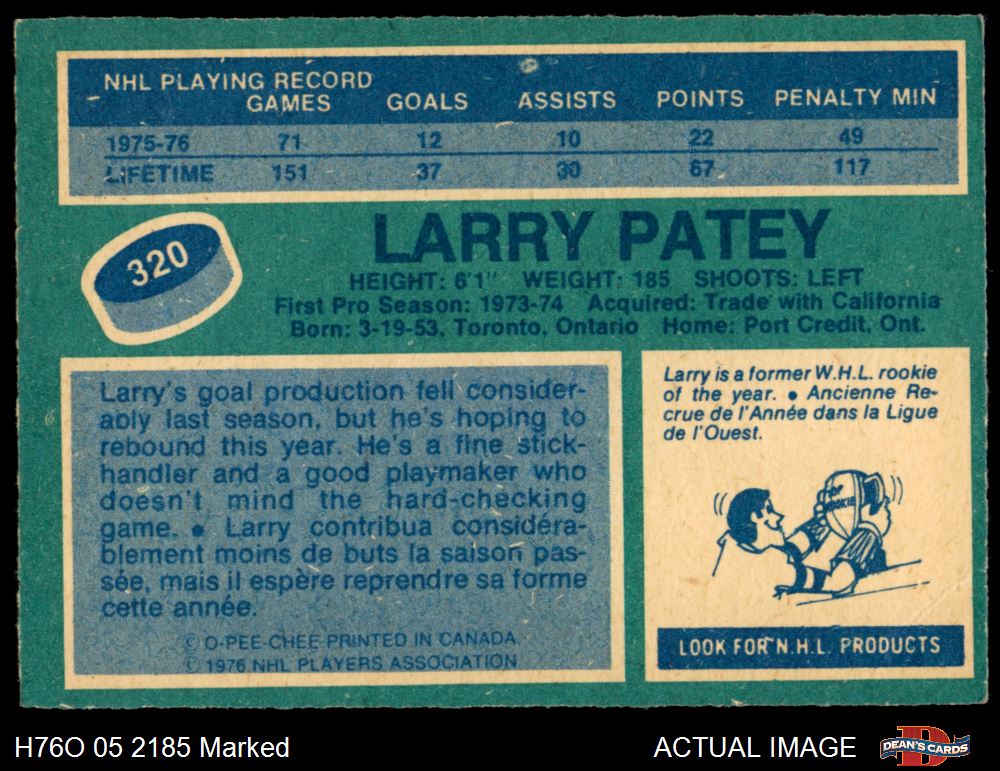 NHL PLAYING RECORD
GAMES GOALS ASSISTS POINTS PENALTY MIN
1975-76 71 12 10 22 49
LIFETIME 151 37 30 67 117
320
LARRY PATEY
HEIGHT: 6'1" WEIGHT: 185 SHOOTS: LEFT
First Pro Season: 1973-74 Acquired: Trade with California
Born: 3-19-53, Toronto, Ontario Home: Port Credit, Ont.
Larry's goal production fell consider-
ably last season, but he's hoping to
rebound this year. He's a fine stick-
handler and a good playmaker who
doesn't mind the hard-checking
game. ● Larry contribua considéra-
blement moins de buts la saison pas-
sée, mais il espère reprendre sa forme
cette année.
© O-PEE-CHEE PRINTED IN CANADA.
© 1976 NHL PLAYERS ASSOCIATION
Larry is a former W.H.L. rookie
of the year. ● Ancienne Re-
crue de l'Année dans la Ligue
de l'Ouest.
TOP
ROOKIE
LOOK FOR N.H.L. PRODUCTS
H76O 05 2185 Marked
ACTUAL IMAGE
D
DEAN'S CARDS